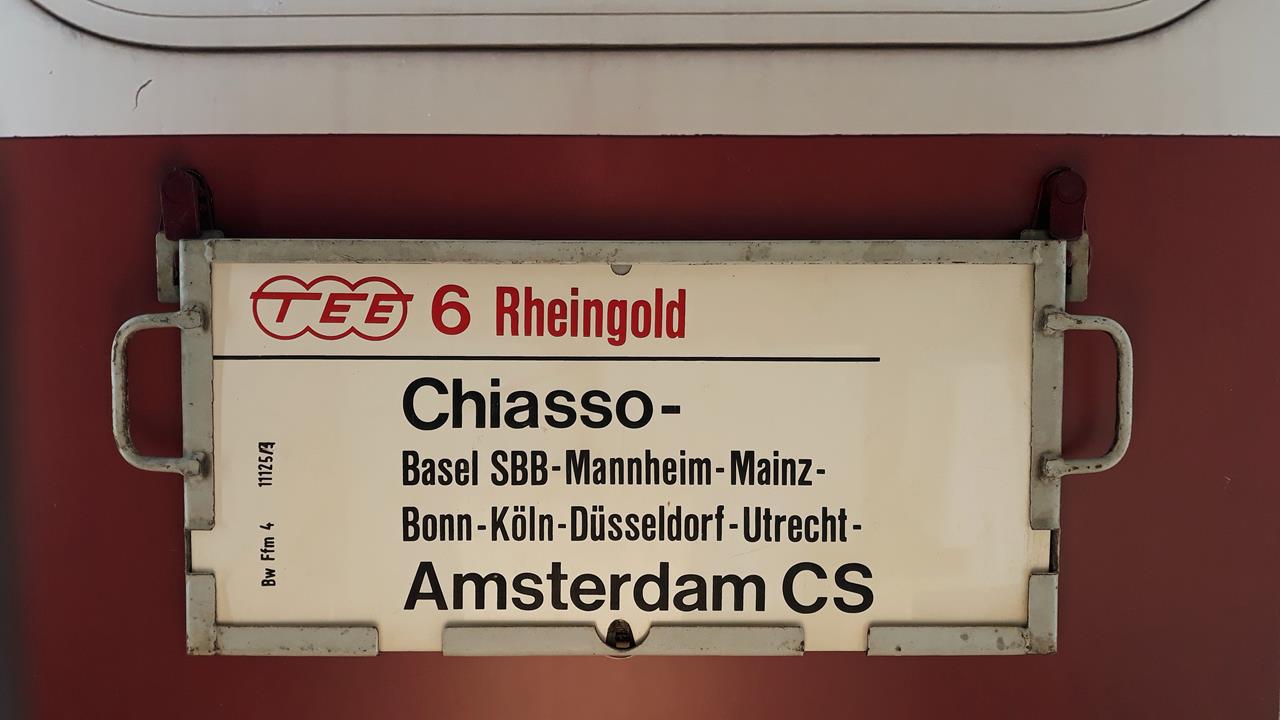 TEE 6 Rheingold
Chiasso-
Basel SBB-Mannheim-Mainz-
Bonn-Köln-Düsseldorf-Utrecht-
Amsterdam CS
Bw Ffm 4